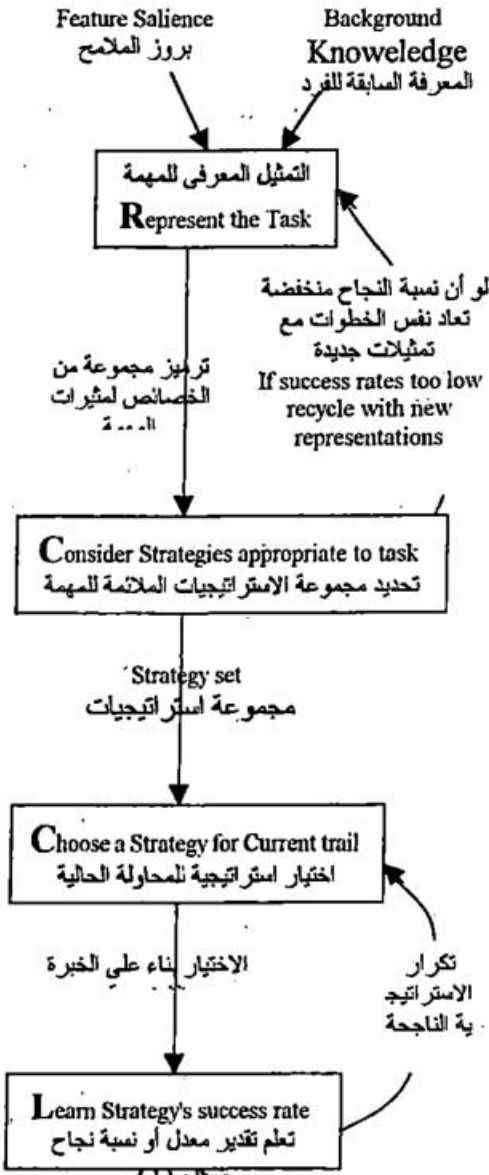 Feature Salience
بروز الملامح
Background
Knoweledge
المعرفة السابقة للفرد
التمثيل المعرفى للمهمة
Represent the Task
لو أن نسبة النجاح منخفضة
تعاد نفس الخطوات مع
تمثيلات جديدة
If success rates too low
recycle with new
representations
ترميز مجموعة من
الخصائص لمثيرات
Consider Strategies appropriate to task
تحديد مجموعة الاستراتيجيات الملائمة للمهمة
Strategy set
مجموعة استراتيجيات
Choose a Strategy for Current trail
اختيار استراتيجية للمحاولة الحالية
الاختيار بناء علي الخبرة
تكرار
الاستراتيج
ية الناجحة
Learn Strategy's success rate
تعلم تقدير معدل أو نسبة نجاح